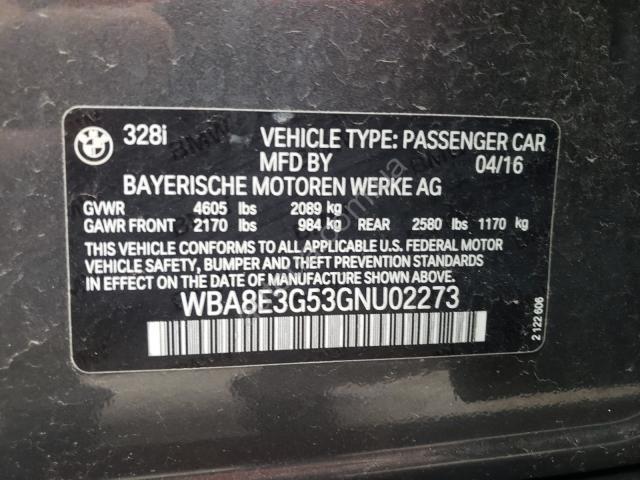 328i VEHICLE TYPE: PASSENGER CAR
MFD BY 04/16
BAYERISCHE MOTOREN WERKE AG
GVWR 4605 lbs 2089 kg
GAWR FRONT 2170 lbs 984 kg REAR 2580 lbs 1170 kg
THIS VEHICLE CONFORMS TO ALL APPLICABLE U.S. FEDERAL MOTOR
VEHICLE SAFETY, BUMPER AND THEFT PREVENTION STANDARDS
IN EFFECT ON THE DATE OF MANUFACTURE SHOWN ABOVE.
WBA8E3G53GNU02273
2 122 606